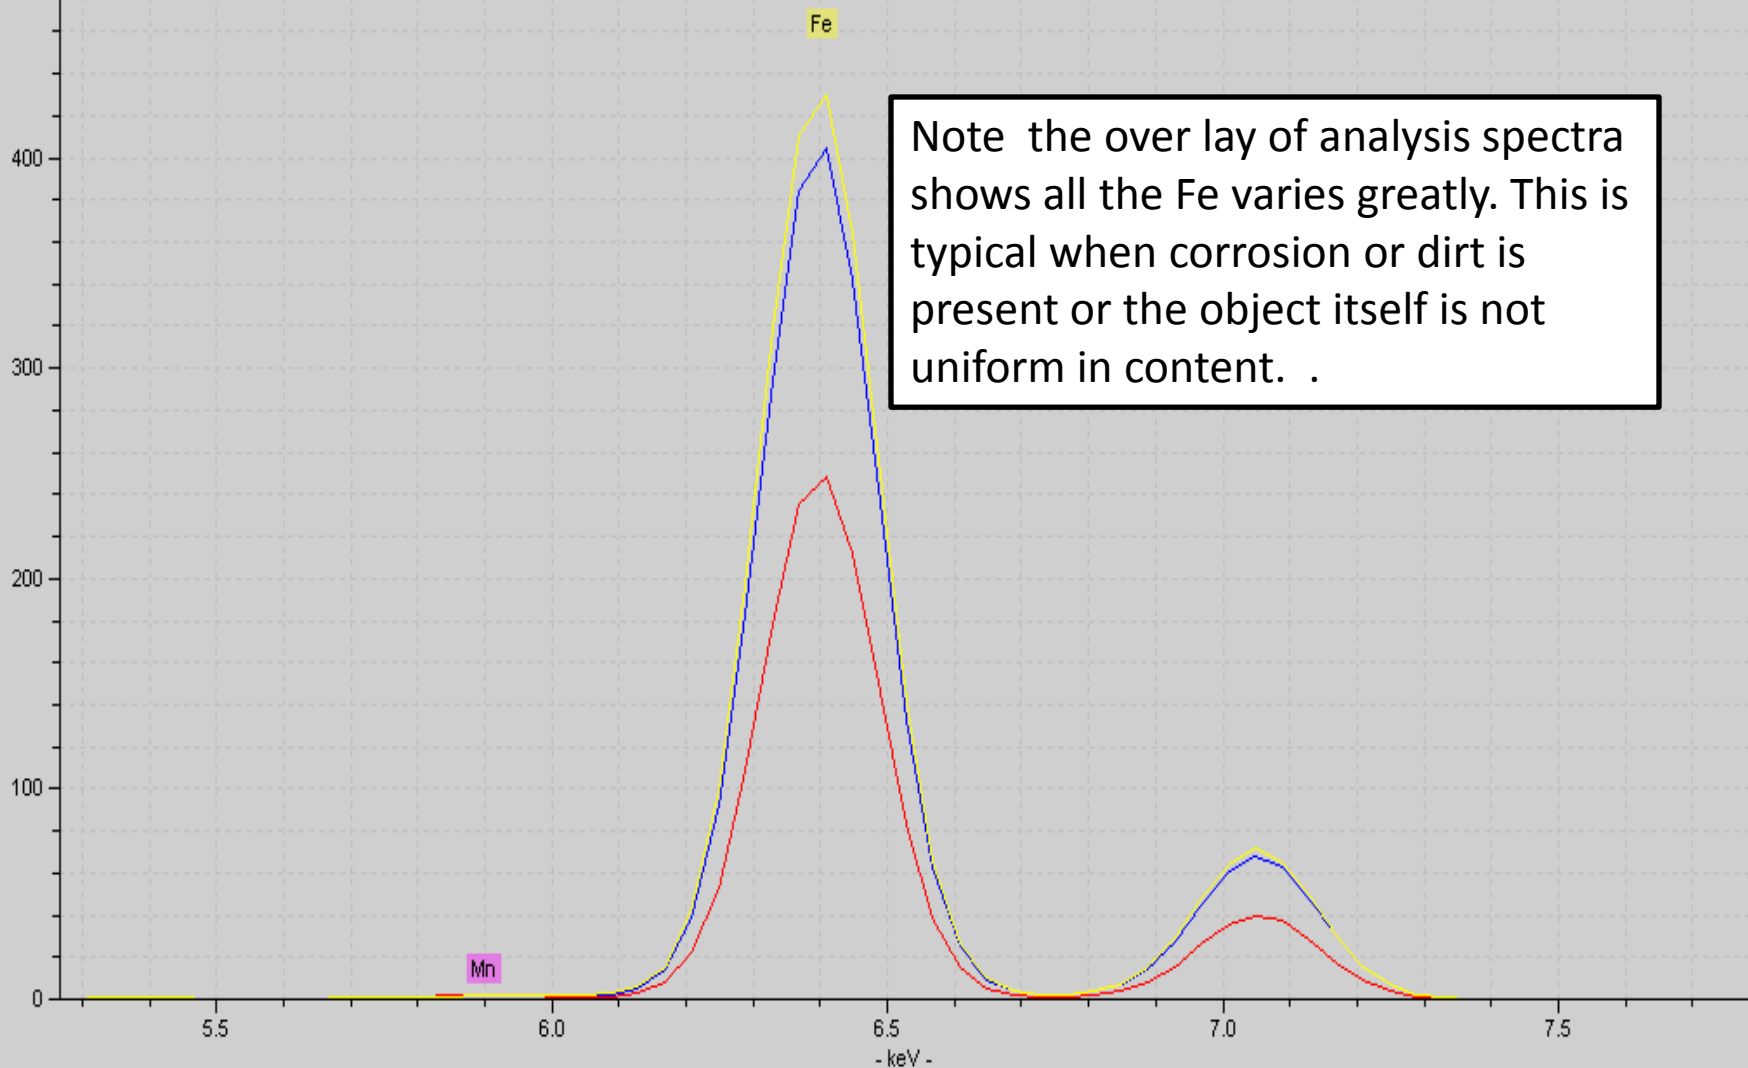 Fe
Note  the over lay of analysis spectra
shows all the Fe varies greatly. This is
typical when corrosion or dirt is
present or the object itself is not
uniform in content.  .
400
300
200
100
0
Mn
5.5
6.0
6.5
7.0
7.5
- keV -